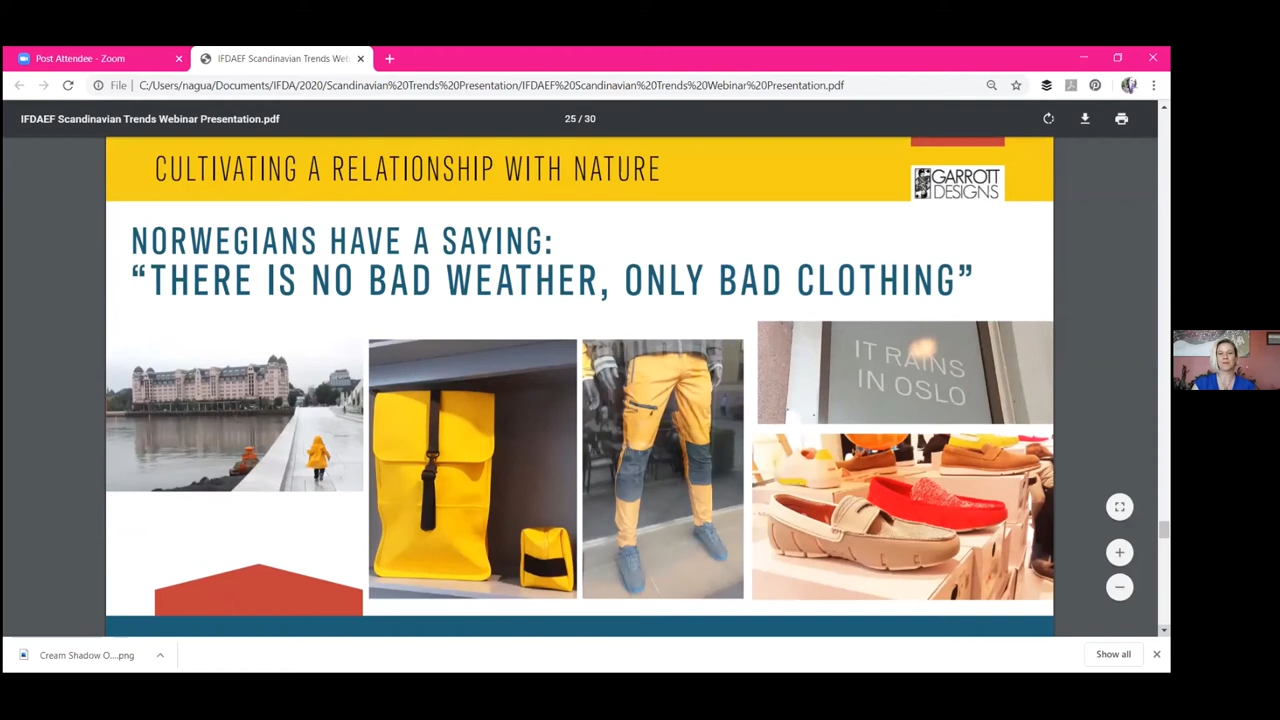 Post Attendee - Zoom
IFDAEF Scandinavian Trends Web
File
C:/Users/nagua/Documents/IFDA/2020/Scandinavian%20Trends%20Presentation/IFDAEF%20Scandinavian%20Trends%20Webinar%20Presentation.pdf
IFDAEF Scandinavian Trends Webinar Presentation.pdf
25 / 30
CULTIVATING A RELATIONSHIP WITH NATURE
GARROTT
DESIGNS
NORWEGIANS HAVE A SAYING:
“THERE IS NO BAD WEATHER, ONLY BAD CLOTHING”
IT RAINS
IN OSLO
Cream Shadow O....png
Show all